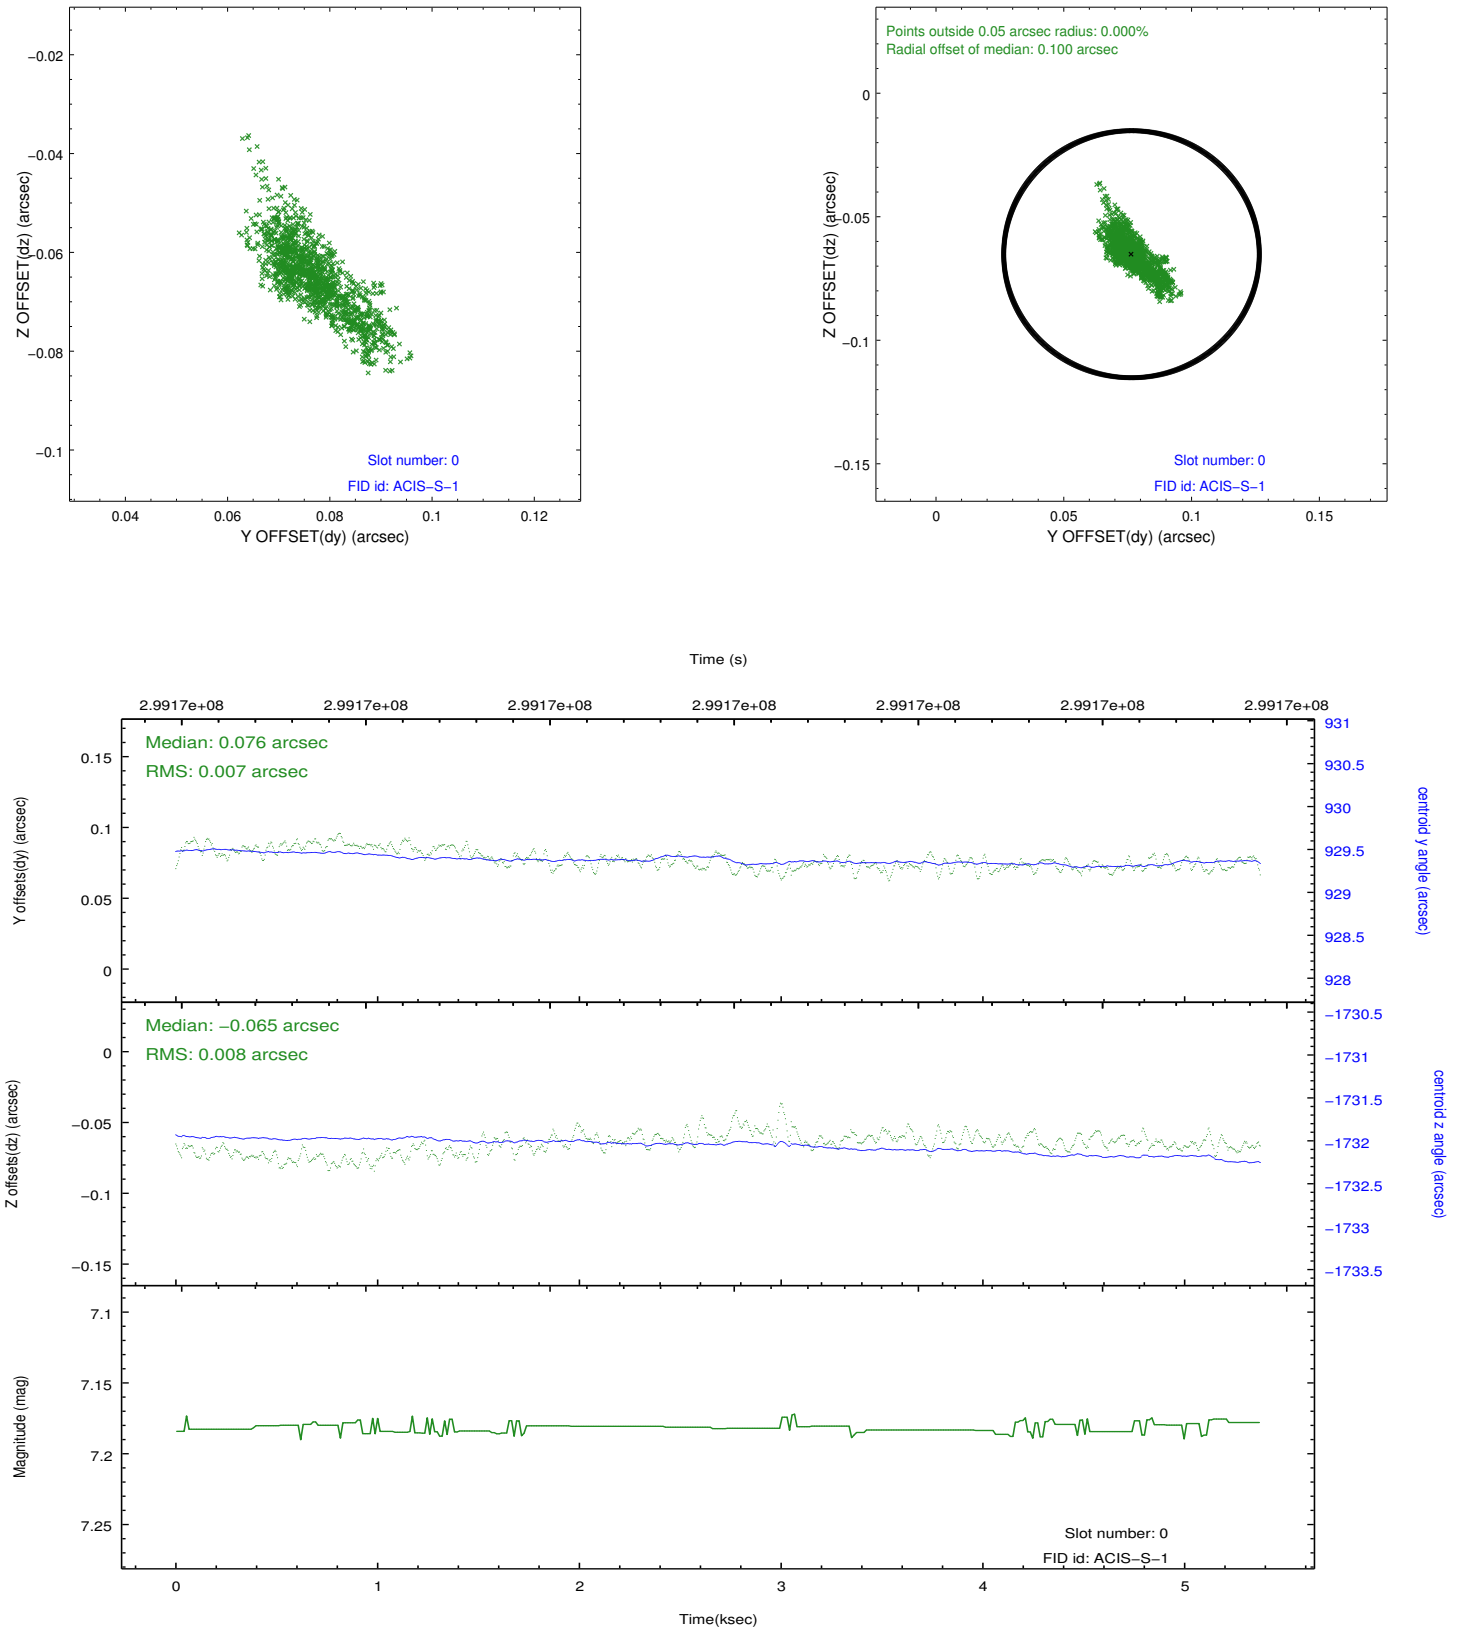 −0.02
−0.04
−0.06
−0.08
−0.1
Z OFFSET(dz) (arcsec)
Slot number: 0
FID id: ACIS−S−1
0.04 0.06 0.08 0.1 0.12
Y OFFSET(dy) (arcsec)
Points outside 0.05 arcsec radius: 0.000%
Radial offset of median: 0.100 arcsec
0
−0.05
−0.1
−0.15
Z OFFSET(dz) (arcsec)
Slot number: 0
FID id: ACIS−S−1
0 0.05 0.1 0.15
Y OFFSET(dy) (arcsec)
Time (s)
2.9917e+08 2.9917e+08 2.9917e+08 2.9917e+08 2.9917e+08 2.9917e+08 2.9917e+08
Median: 0.076 arcsec
RMS: 0.007 arcsec
0.15
0.1
0.05
0
Y offsets(dy) (arcsec)
931
930.5
930
929.5
929
928.5
928
centroid y angle (arcsec)
Median: −0.065 arcsec
RMS: 0.008 arcsec
0
−0.05
−0.1
−0.15
Z offsets(dz) (arcsec)
−1730.5
−1731
−1731.5
−1732
−1732.5
−1733
−1733.5
centroid z angle (arcsec)
7.1
7.15
7.2
7.25
Magnitude (mag)
Slot number: 0
FID id: ACIS−S−1
0 1 2 3 4 5
Time(ksec)